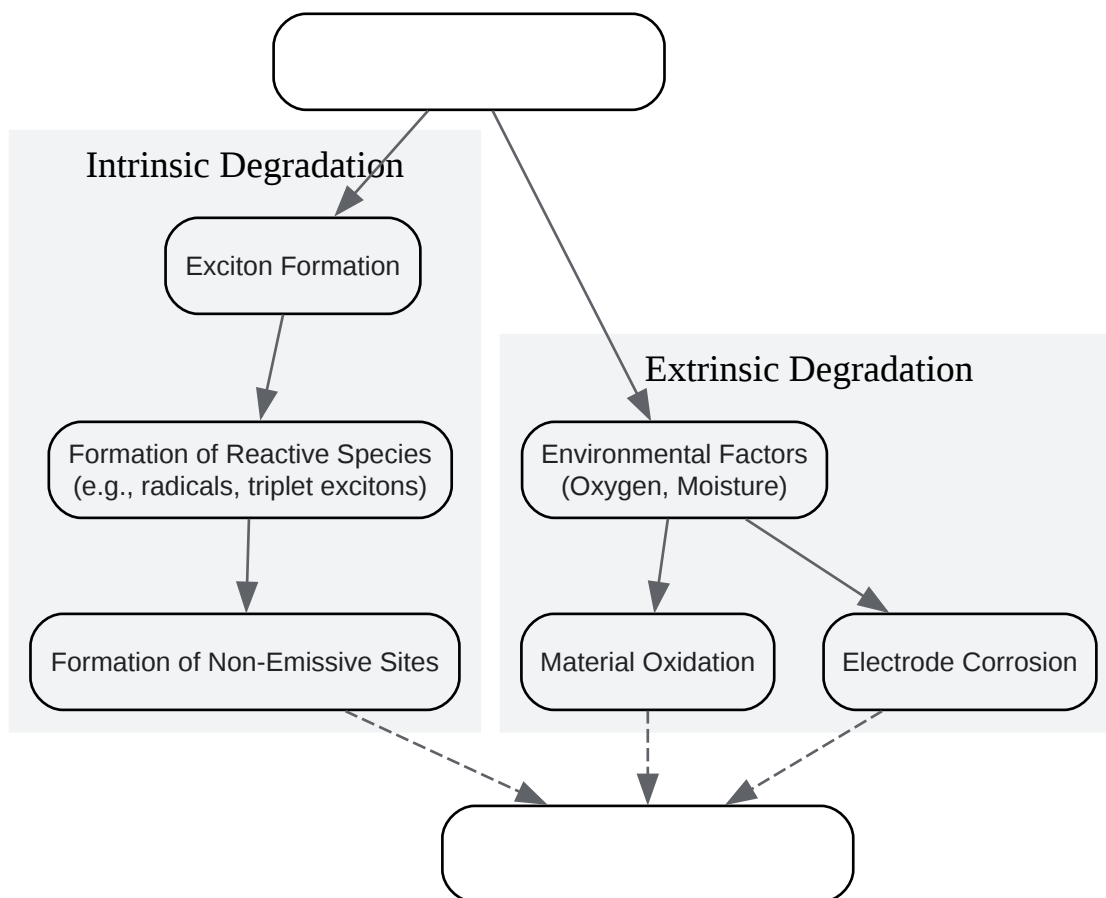 Intrinsic Degradation
Exciton Formation
Extrinsic Degradation
Formation of Reactive Species
(e.g., radicals, triplet excitons)
Environmental Factors
(Oxygen, Moisture)
Formation of Non-Emissive Sites
Material Oxidation
Electrode Corrosion